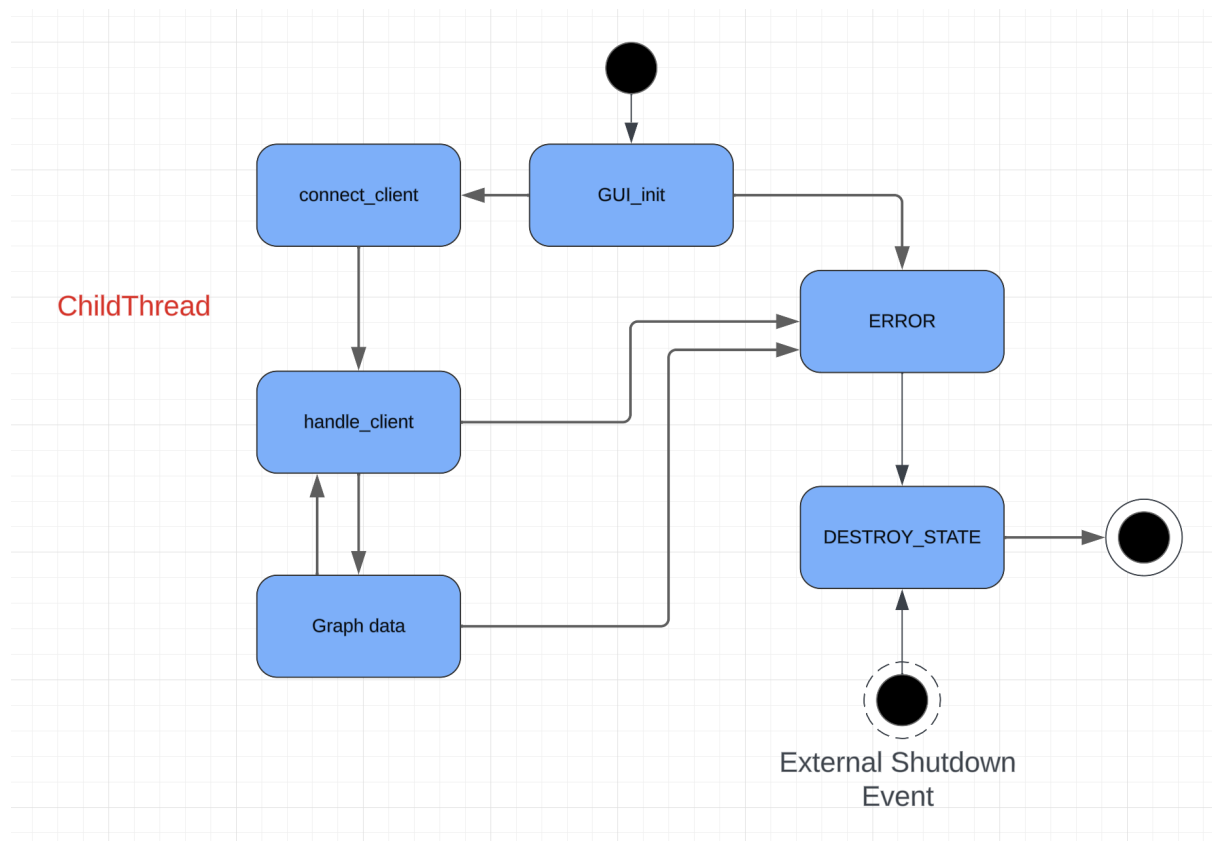 connect_client
GUI_init
ChildThread
ERROR
handle_client
DESTROY_STATE
Graph data
External Shutdown
Event